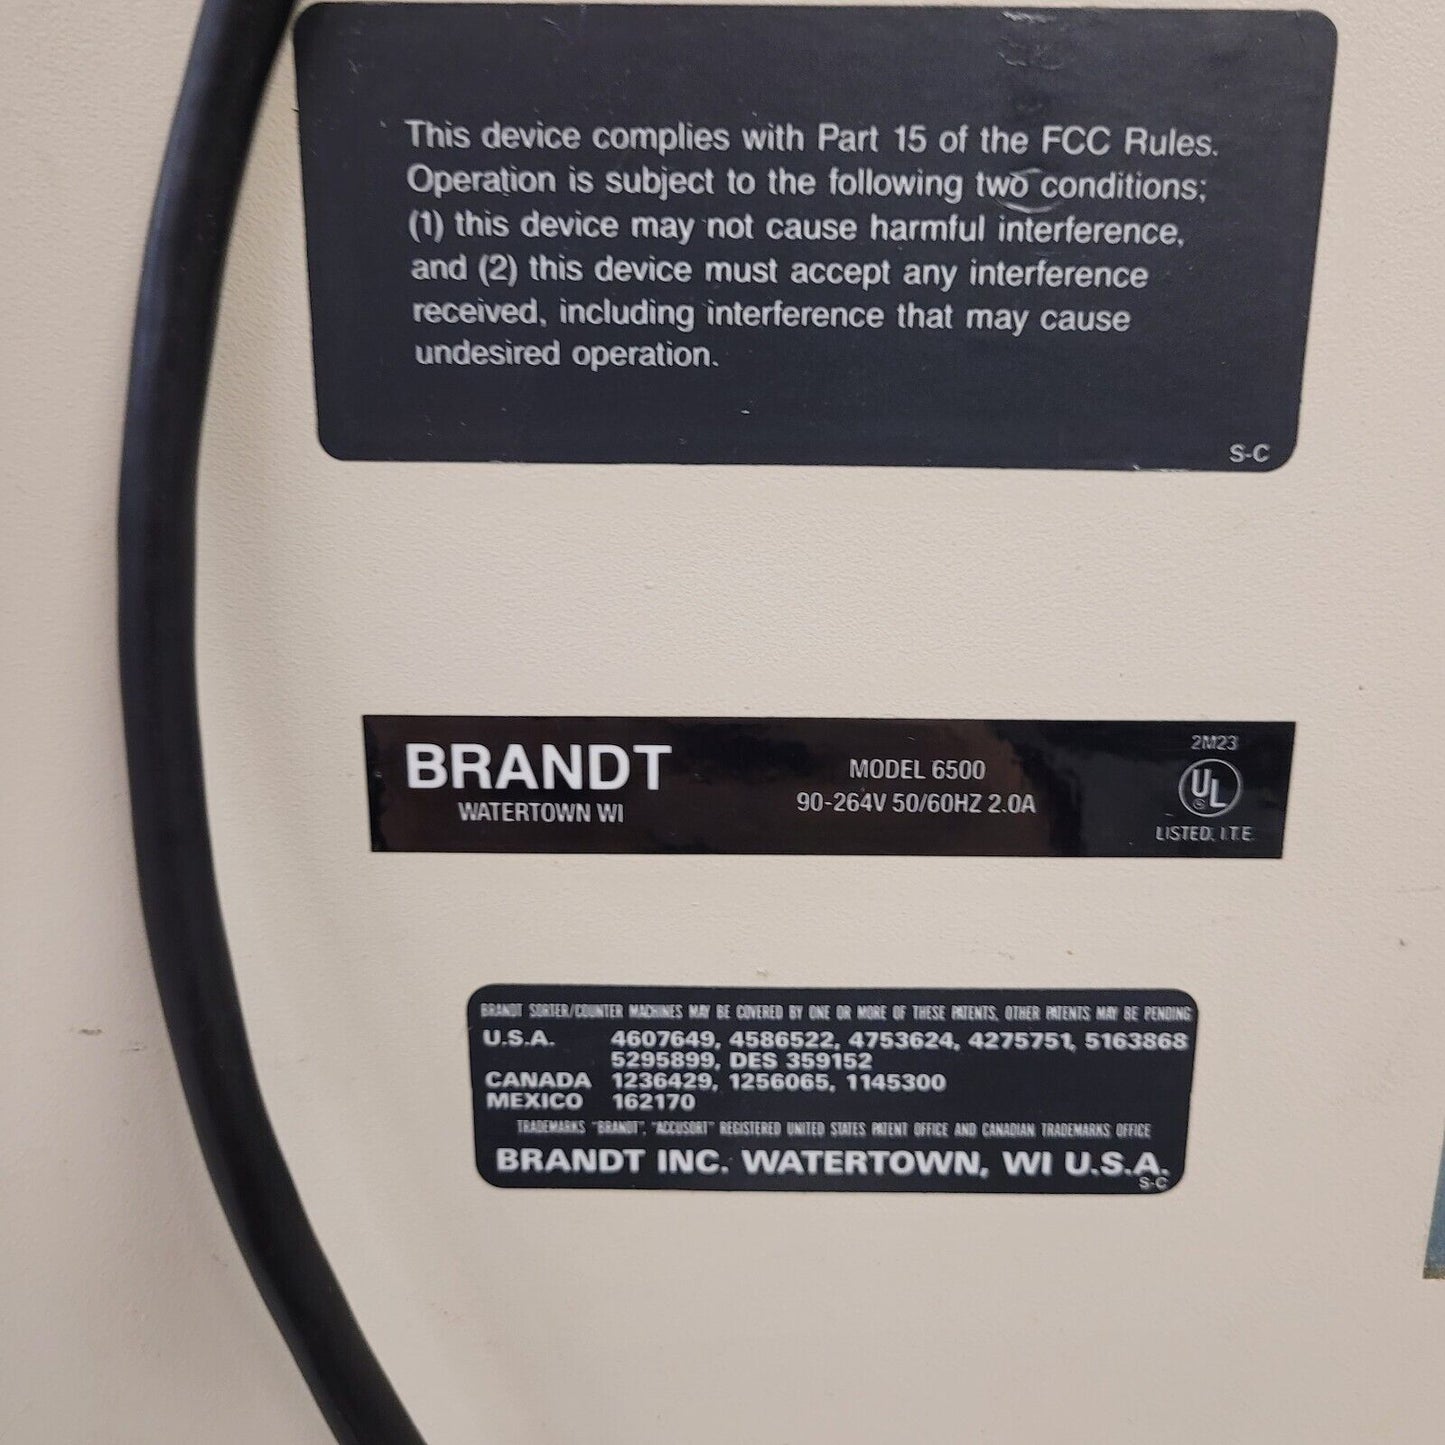 This device complies with Part 15 of the FCC Rules.
Operation is subject to the following two conditions;
(1) this device may not cause harmful interference,
and (2) this device must accept any interference
received, including interference that may cause
undesired operation.
S-C
BRANDT
WATERTOWN WI
MODEL 6500
90-264V 50/60HZ 2.0A
2M23
UL
LISTED, I.T.E.
BRANDT SORTER/COUNTER MACHINES MAY BE COVERED BY ONE OR MORE OF THESE PATENTS, OTHER PATENTS MAY BE PENDING
U.S.A. 4607649, 4586522, 4753624, 4275751, 5163868
5295899, DES 359152
CANADA 1236429, 1256065, 1145300
MEXICO 162170
TRADEMARKS "BRANDT", "ACCUSORT" REGISTERED UNITED STATES PATENT OFFICE AND CANADIAN TRADEMARKS OFFICE
BRANDT INC. WATERTOWN, WI U.S.A.
S-C